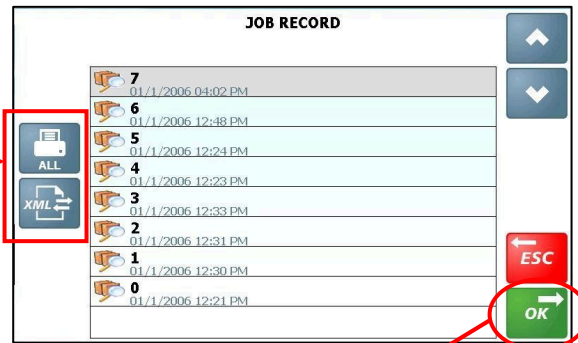 JOB RECORD
7
01/1/2006 04:02 PM
6
01/1/2006 12:48 PM
5
01/1/2006 12:24 PM
4
01/1/2006 12:23 PM
3
01/1/2006 12:33 PM
2
01/1/2006 12:31 PM
1
01/1/2006 12:30 PM
0
01/1/2006 12:21 PM
ALL
XML
ESC
OK